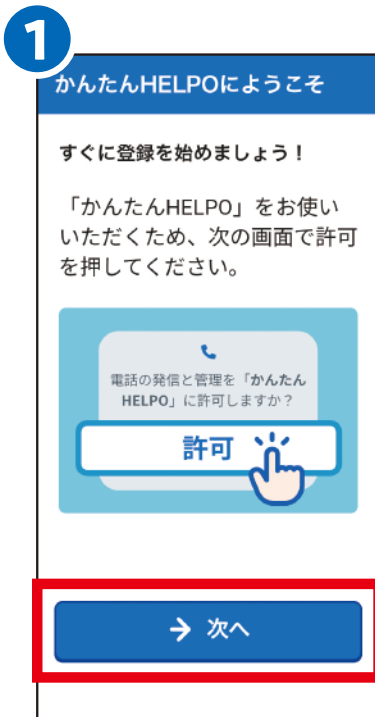 1
かんたんHELPOにようこそ
すぐに登録を始めましょう！
「かんたんHELPO」をお使い
いただくため、次の画面で許可
を押してください。
電話の発信と管理を「かんたん
HELPO」に許可しますか？
許可
→ 次へ